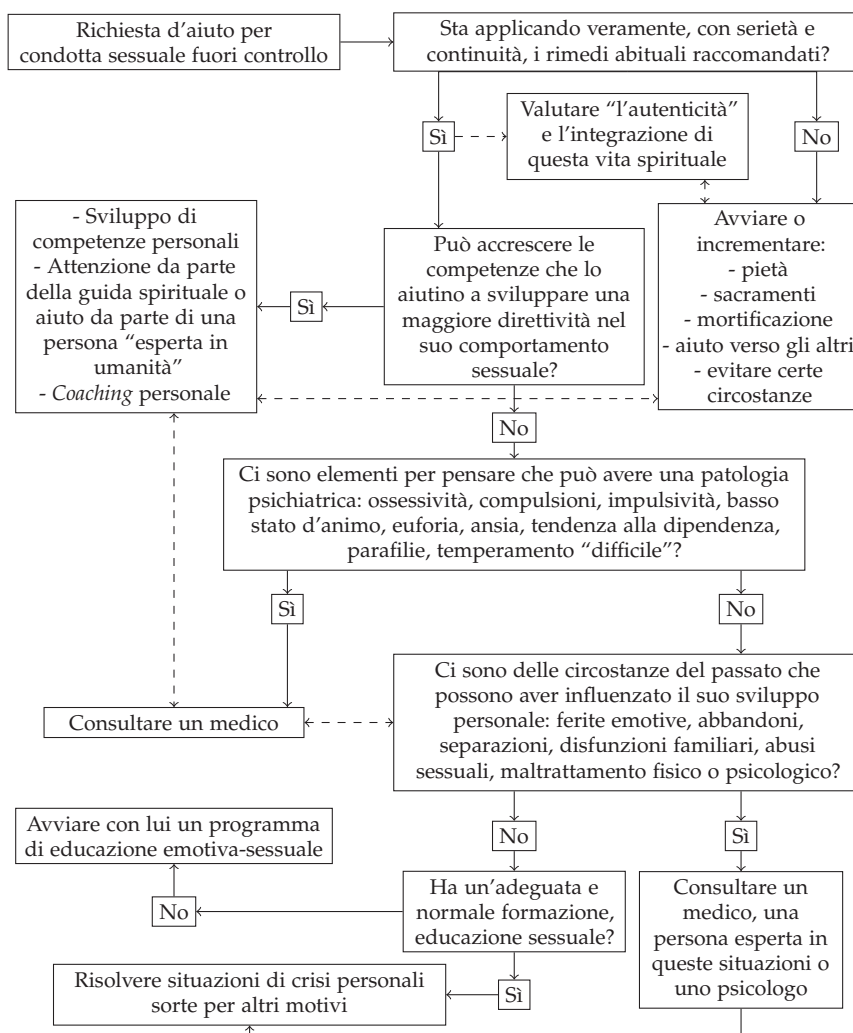 Richiesta d'aiuto per
condotta sessuale fuori controllo
Sta applicando veramente, con serietà e
continuità, i rimedi abituali raccomandati?
Valutare “l'autenticità”
e l'integrazione di
questa vita spirituale
Sì
No
- Sviluppo di
competenze personali
- Attenzione da parte
della guida spirituale o
aiuto da parte di una
persona “esperta in
umanità”
- Coaching personale
Sì
Può accrescere le
competenze che lo
aiutino a sviluppare una
maggiore direttività nel
suo comportamento
sessuale?
Avviare o
incrementare:
- pietà
- sacramenti
- mortificazione
- aiuto verso gli altri
- evitare certe
circostanze
No
Ci sono elementi per pensare che può avere una patologia
psichiatrica: ossessività, compulsioni, impulsività, basso
stato d'animo, euforia, ansia, tendenza alla dipendenza,
parafilie, temperamento “difficile”?
Sì
No
Consultare un medico
Ci sono delle circostanze del passato che
possono aver influenzato il suo sviluppo
personale: ferite emotive, abbandoni,
separazioni, disfunzioni familiari, abusi
sessuali, maltrattamento fisico o psicologico?
No
Sì
Avviare con lui un programma
di educazione emotiva-sessuale
No
Ha un'adeguata e
normale formazione,
educazione sessuale?
Consultare un
medico, una
persona esperta in
queste situazioni o
uno psicologo
Risolvere situazioni di crisi personali
sorte per altri motivi
Sì